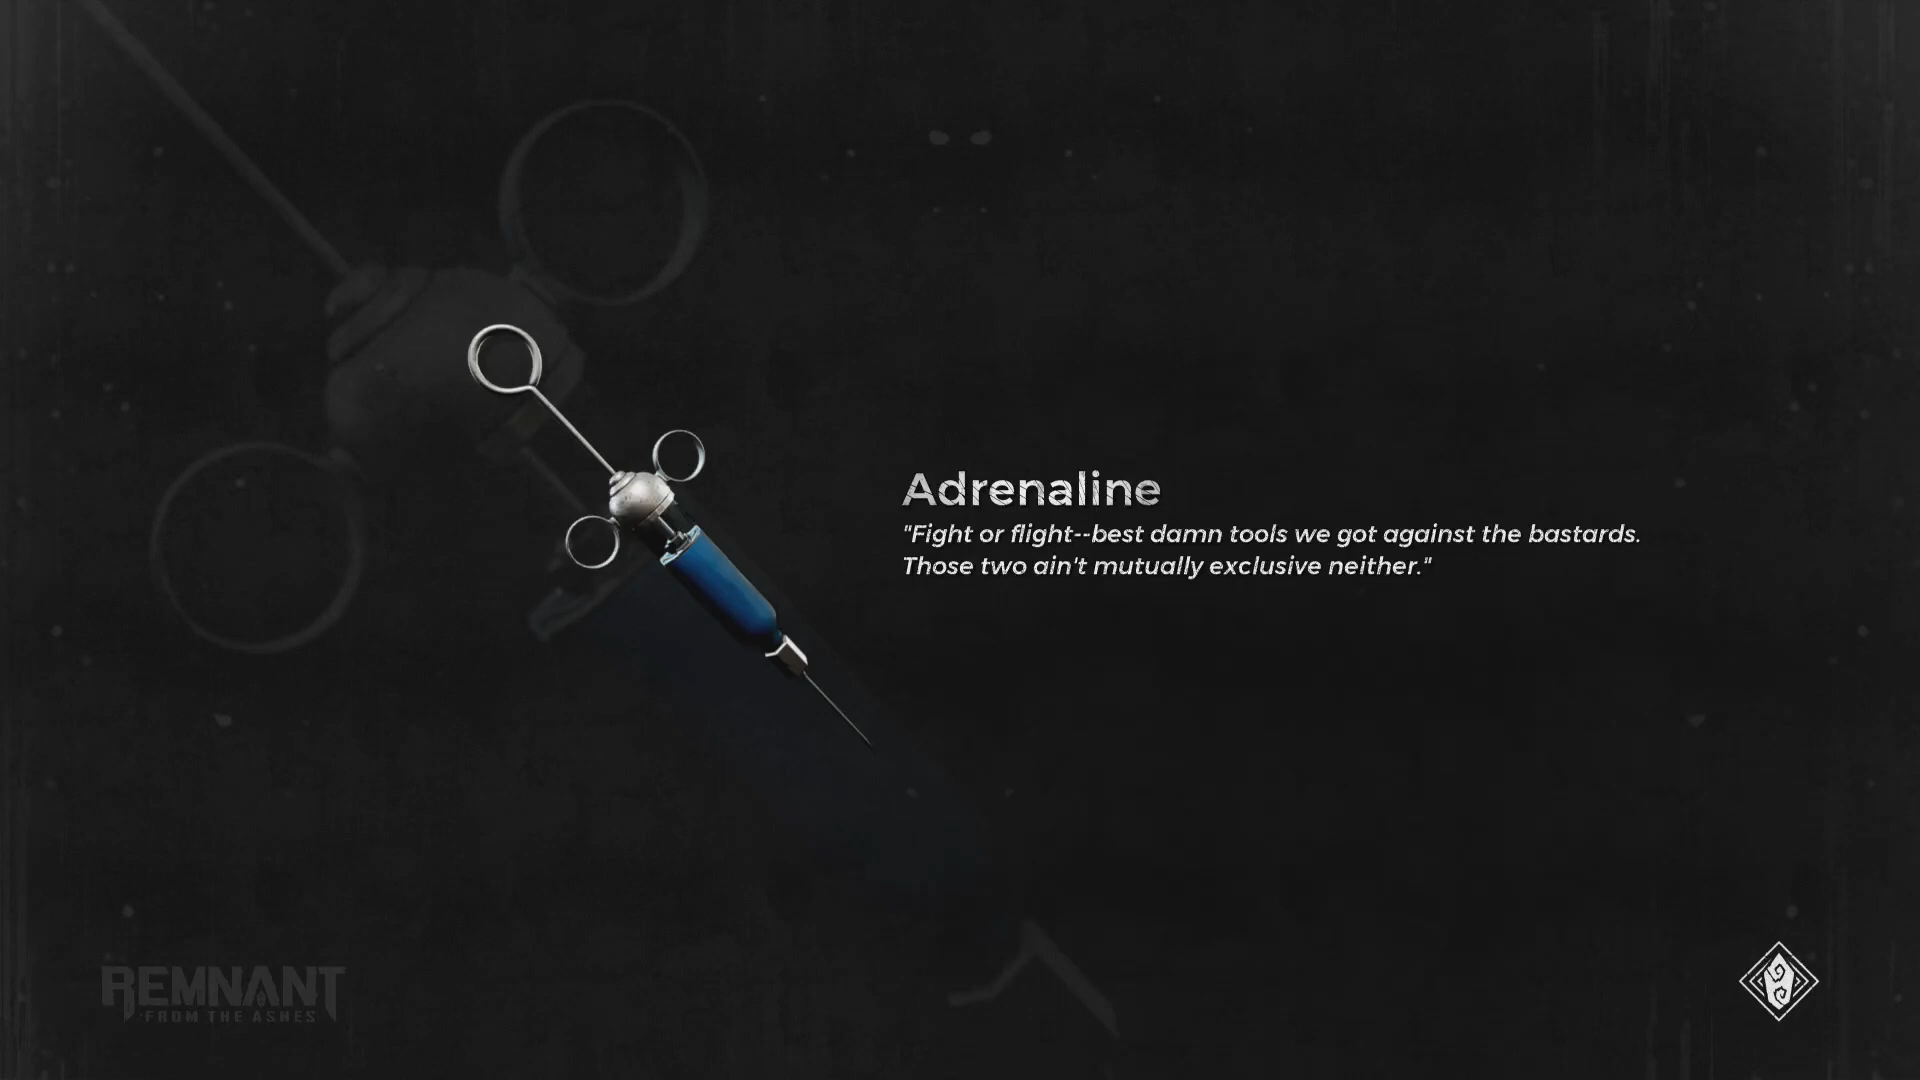 Adrenaline
"Fight or flight--best damn tools we got against the bastards.
Those two ain't mutually exclusive neither."
REMNANT
FROM THE ASHES